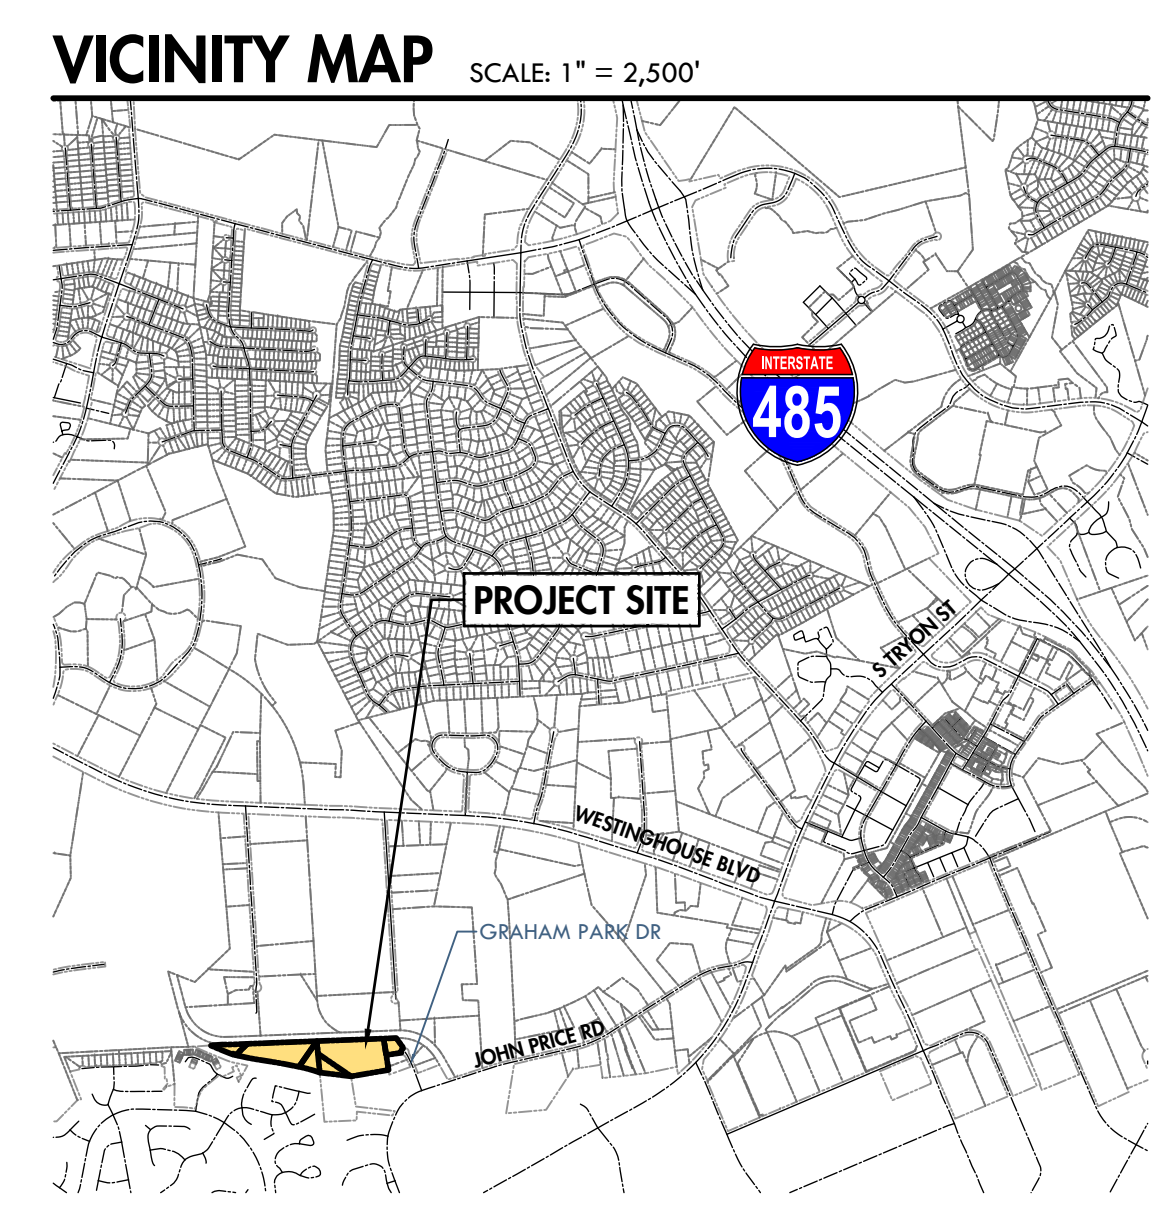 VICINITY MAP SCALE: 1" = 2,500'
INTERSTATE
485
PROJECT SITE
S TRYON ST
WESTINGHOUSE BLVD
GRAHAM PARK DR
JOHN PRICE RD